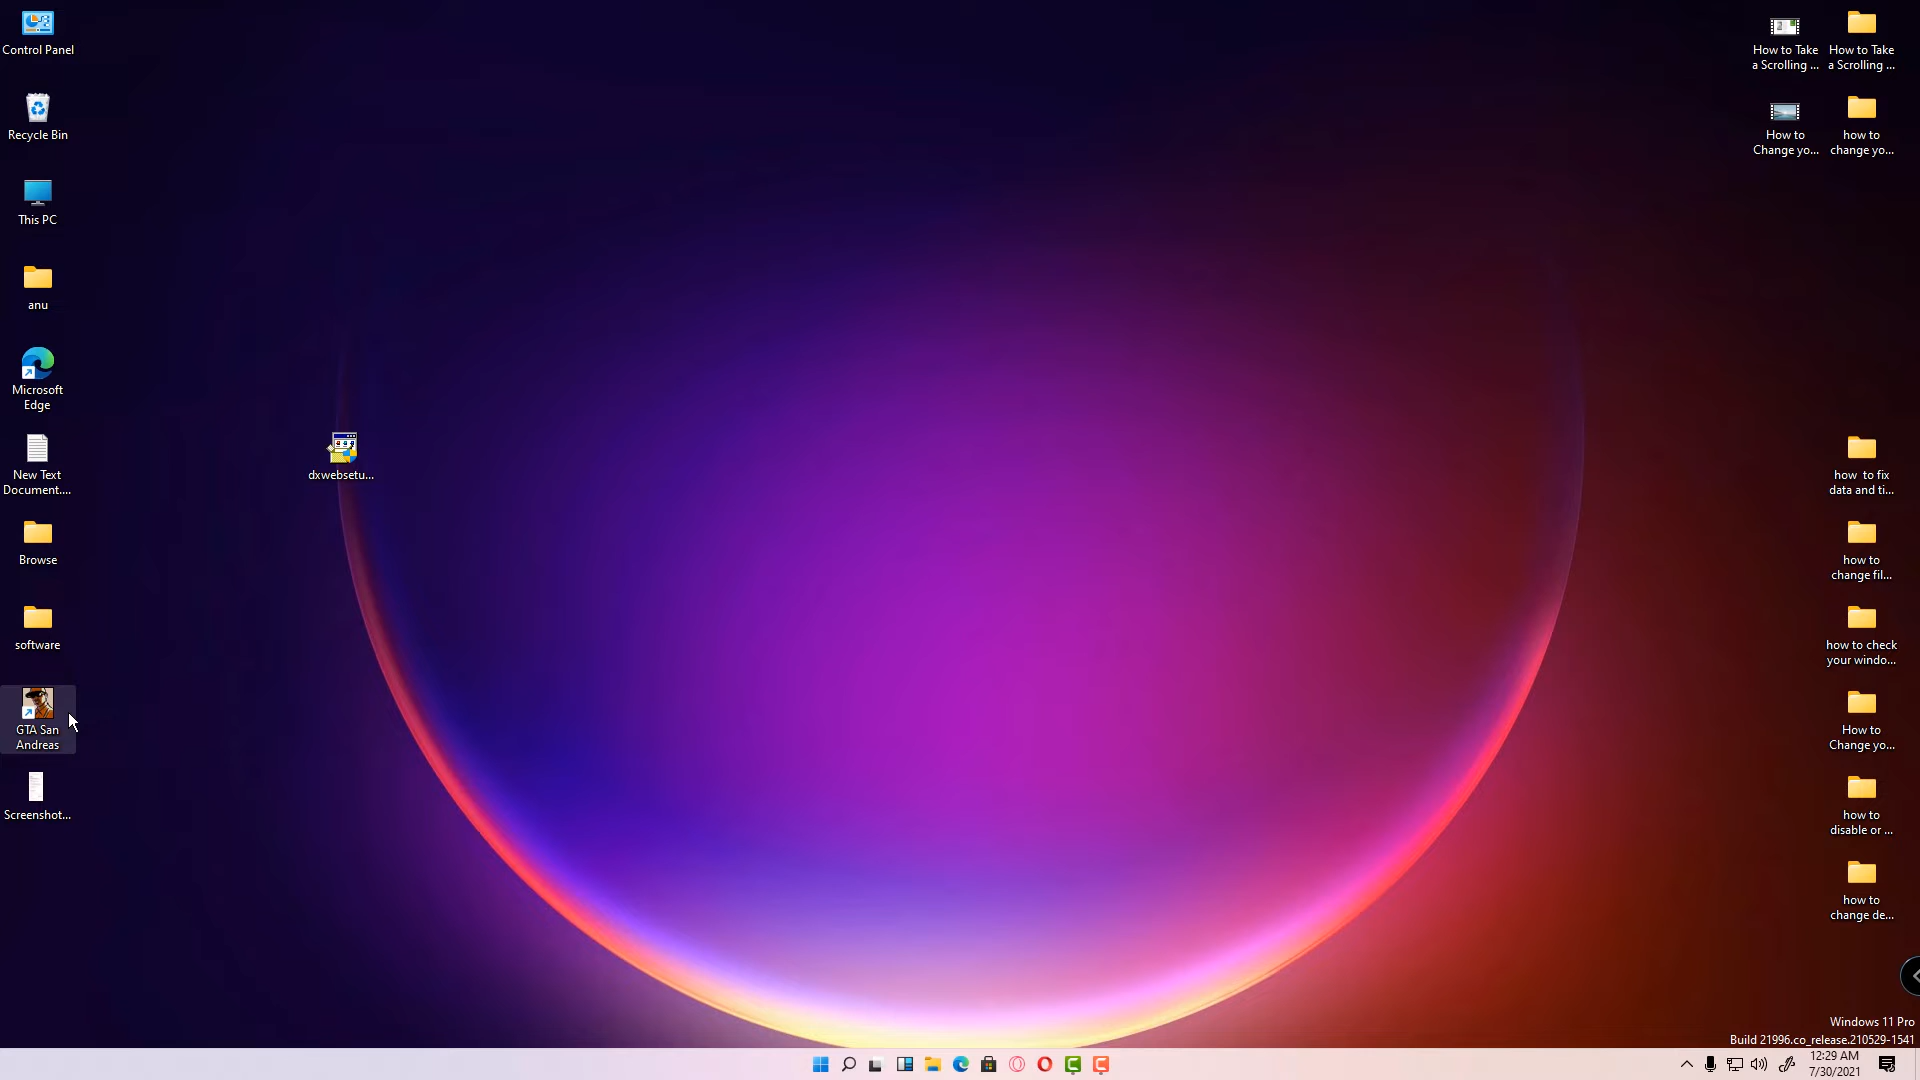 Control Panel
Recycle Bin
This PC
anu
Microsoft
Edge
New Text
Document....
Browse
software
GTA San
Andreas
Screenshot...
dxwebsetu...
How to Take
a Scrolling ...
How to Take
a Scrolling ...
How to
Change yo...
how to
change yo...
how  to fix
data and ti...
how to
change fil...
how to check
your windo...
How to
Change yo...
how to
disable or ...
how to
change de...
Windows 11 Pro
Build 21996.co_release.210529-1541
12:29 AM
7/30/2021